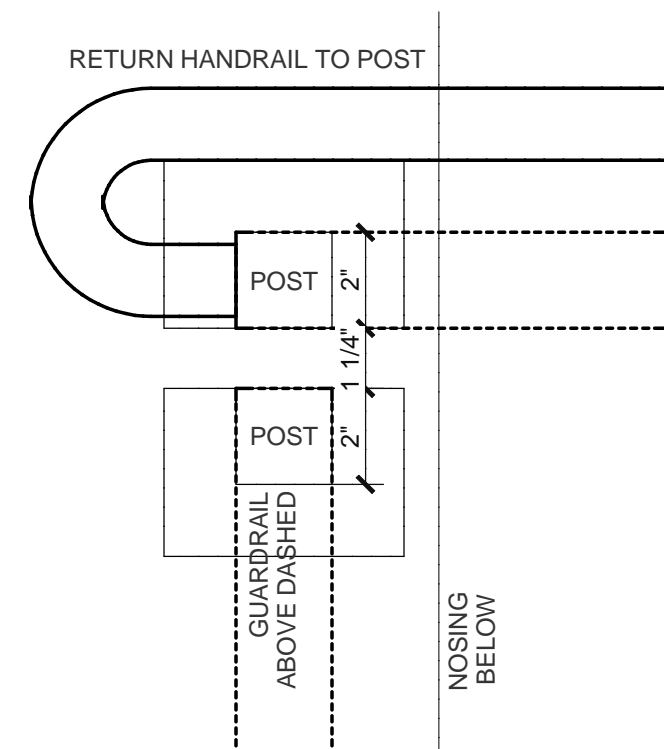 RETURN HANDRAIL TO POST
POST
2"
1 1/4"
POST
2"
GUARDRAIL
ABOVE DASHED
NOSING
BELOW